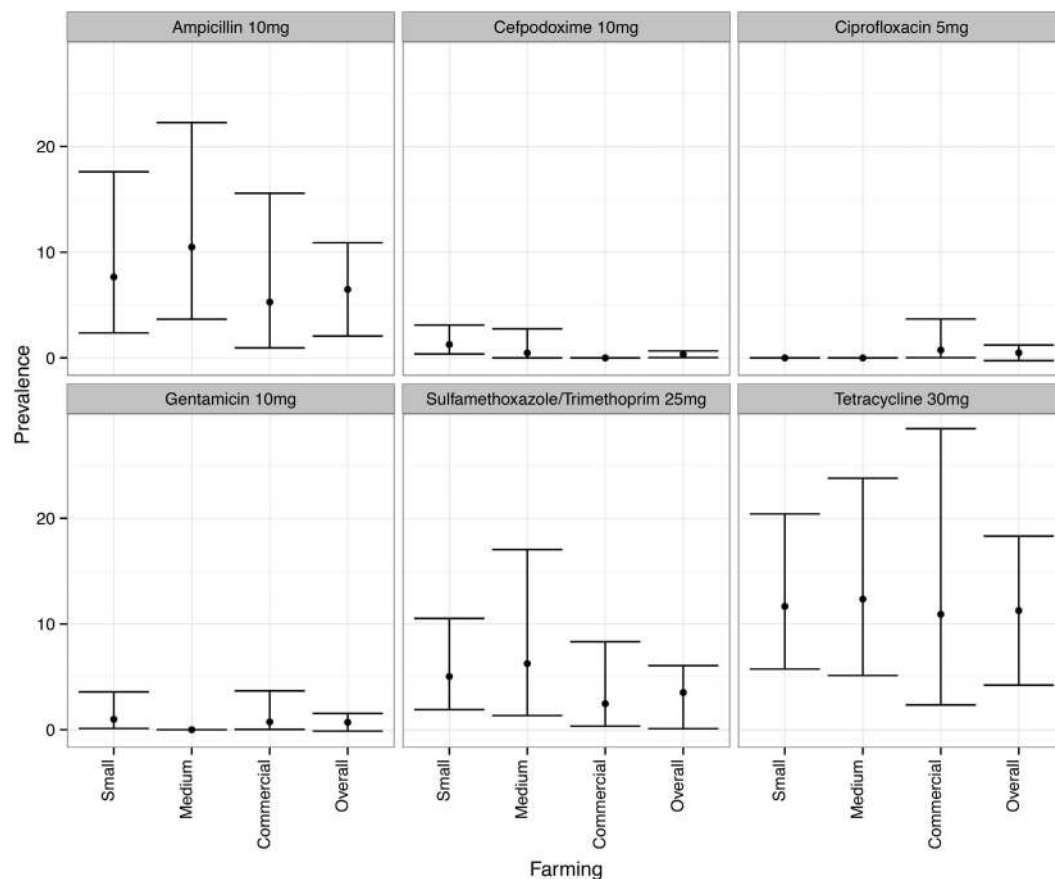 Ampicillin 10mg
Cefpodoxime 10mg
Ciprofloxacin 5mg
20
10
0
Prevalence
Gentamicin 10mg
Sulfamethoxazole/Trimethoprim 25mg
Tetracycline 30mg
20
10
0
Small
Medium
Commercial
Overall
Small
Medium
Commercial
Overall
Small
Medium
Commercial
Overall
Farming